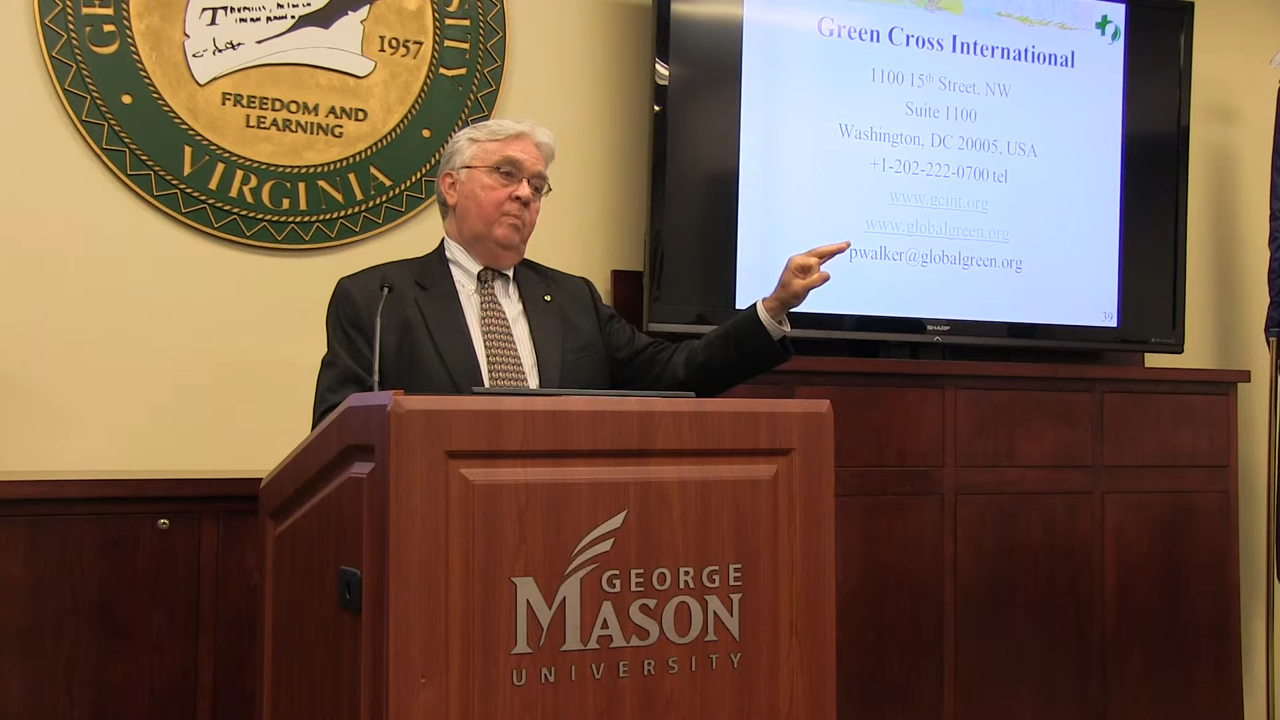 1957
FREEDOM AND
LEARNING
VIRGINIA
Green Cross International
1100 15th Street, NW
Suite 1100
Washington, DC 20005, USA
+1-202-222-0700 tel
www.gcint.org
www.globalgreen.org
pwalker@globalgreen.org
39
SHARP
GEORGE
MASON
UNIVERSITY